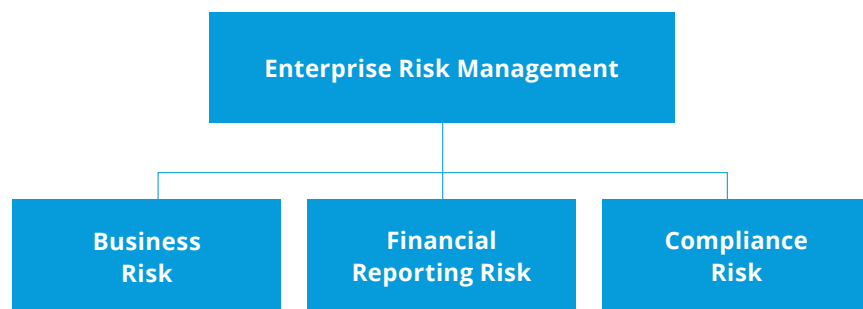 Enterprise Risk Management
Business
Risk
Financial
Reporting Risk
Compliance
Risk